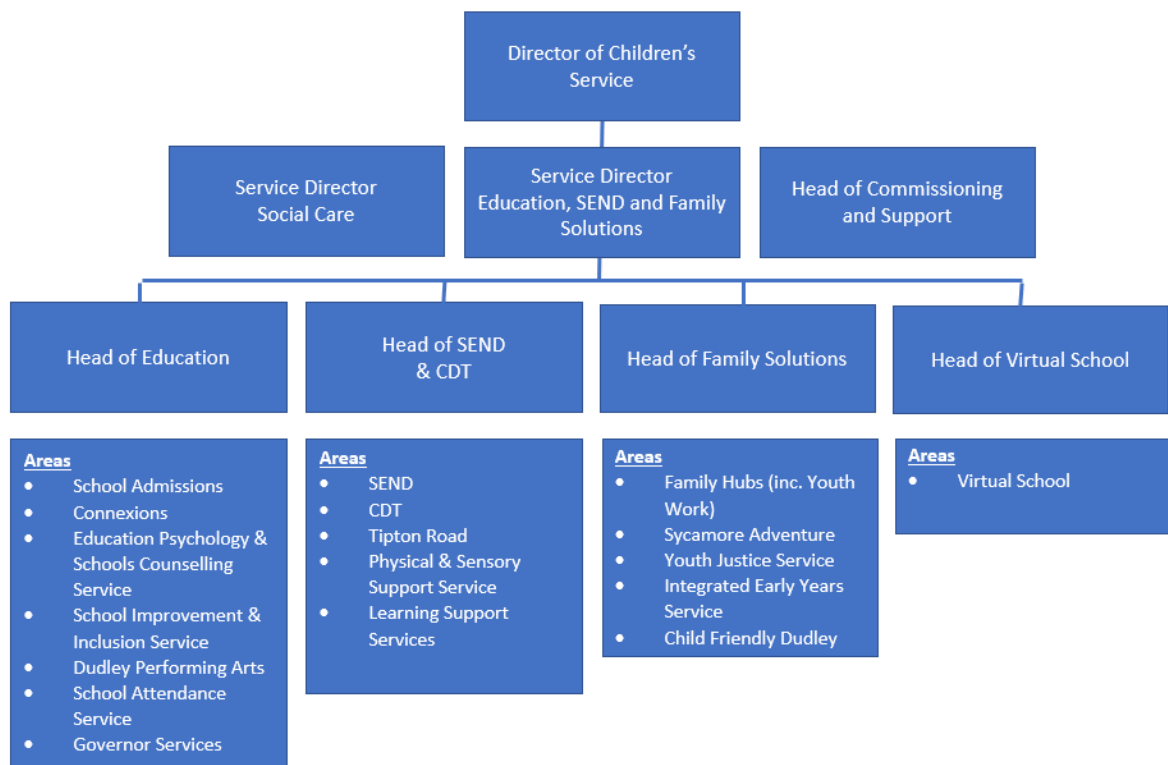 Director of Children’s
Service
Service Director
Social Care
Service Director
Education, SEND and Family
Solutions
Head of Commissioning
and Support
Head of Education
Head of SEND
& CDT
Head of Family Solutions
Head of Virtual School
Areas
• School Admissions
• Connexions
• Education Psychology &
Schools Counselling
Service
• School Improvement &
Inclusion Service
• Dudley Performing Arts
• School Attendance
Service
• Governor Services
Areas
• SEND
• CDT
• Tipton Road
• Physical & Sensory
Support Service
• Learning Support
Services
Areas
• Family Hubs (inc. Youth
Work)
• Sycamore Adventure
• Youth Justice Service
• Integrated Early Years
Service
• Child Friendly Dudley
Areas
• Virtual School